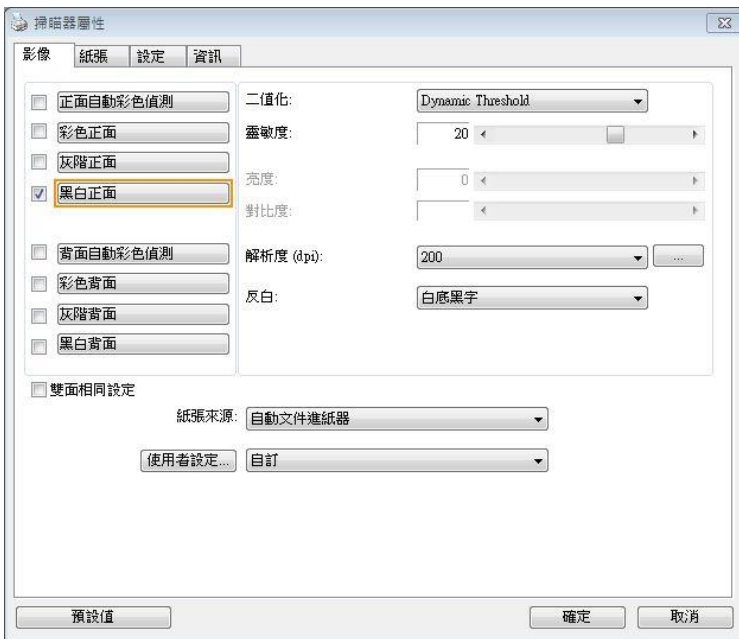 掃瞄器屬性
影像 紙張 設定 資訊
正面自動彩色偵測
彩色正面
灰階正面
黑白正面
背面自動彩色偵測
彩色背面
灰階背面
黑白背面
二值化: Dynamic Threshold
靈敏度: 20
亮度: 0
對比度:
解析度 (dpi): 200 ...
反白: 白底黑字
雙面相同設定
紙張來源: 自動文件進紙器
使用者設定... 自訂
預設值 確定 取消